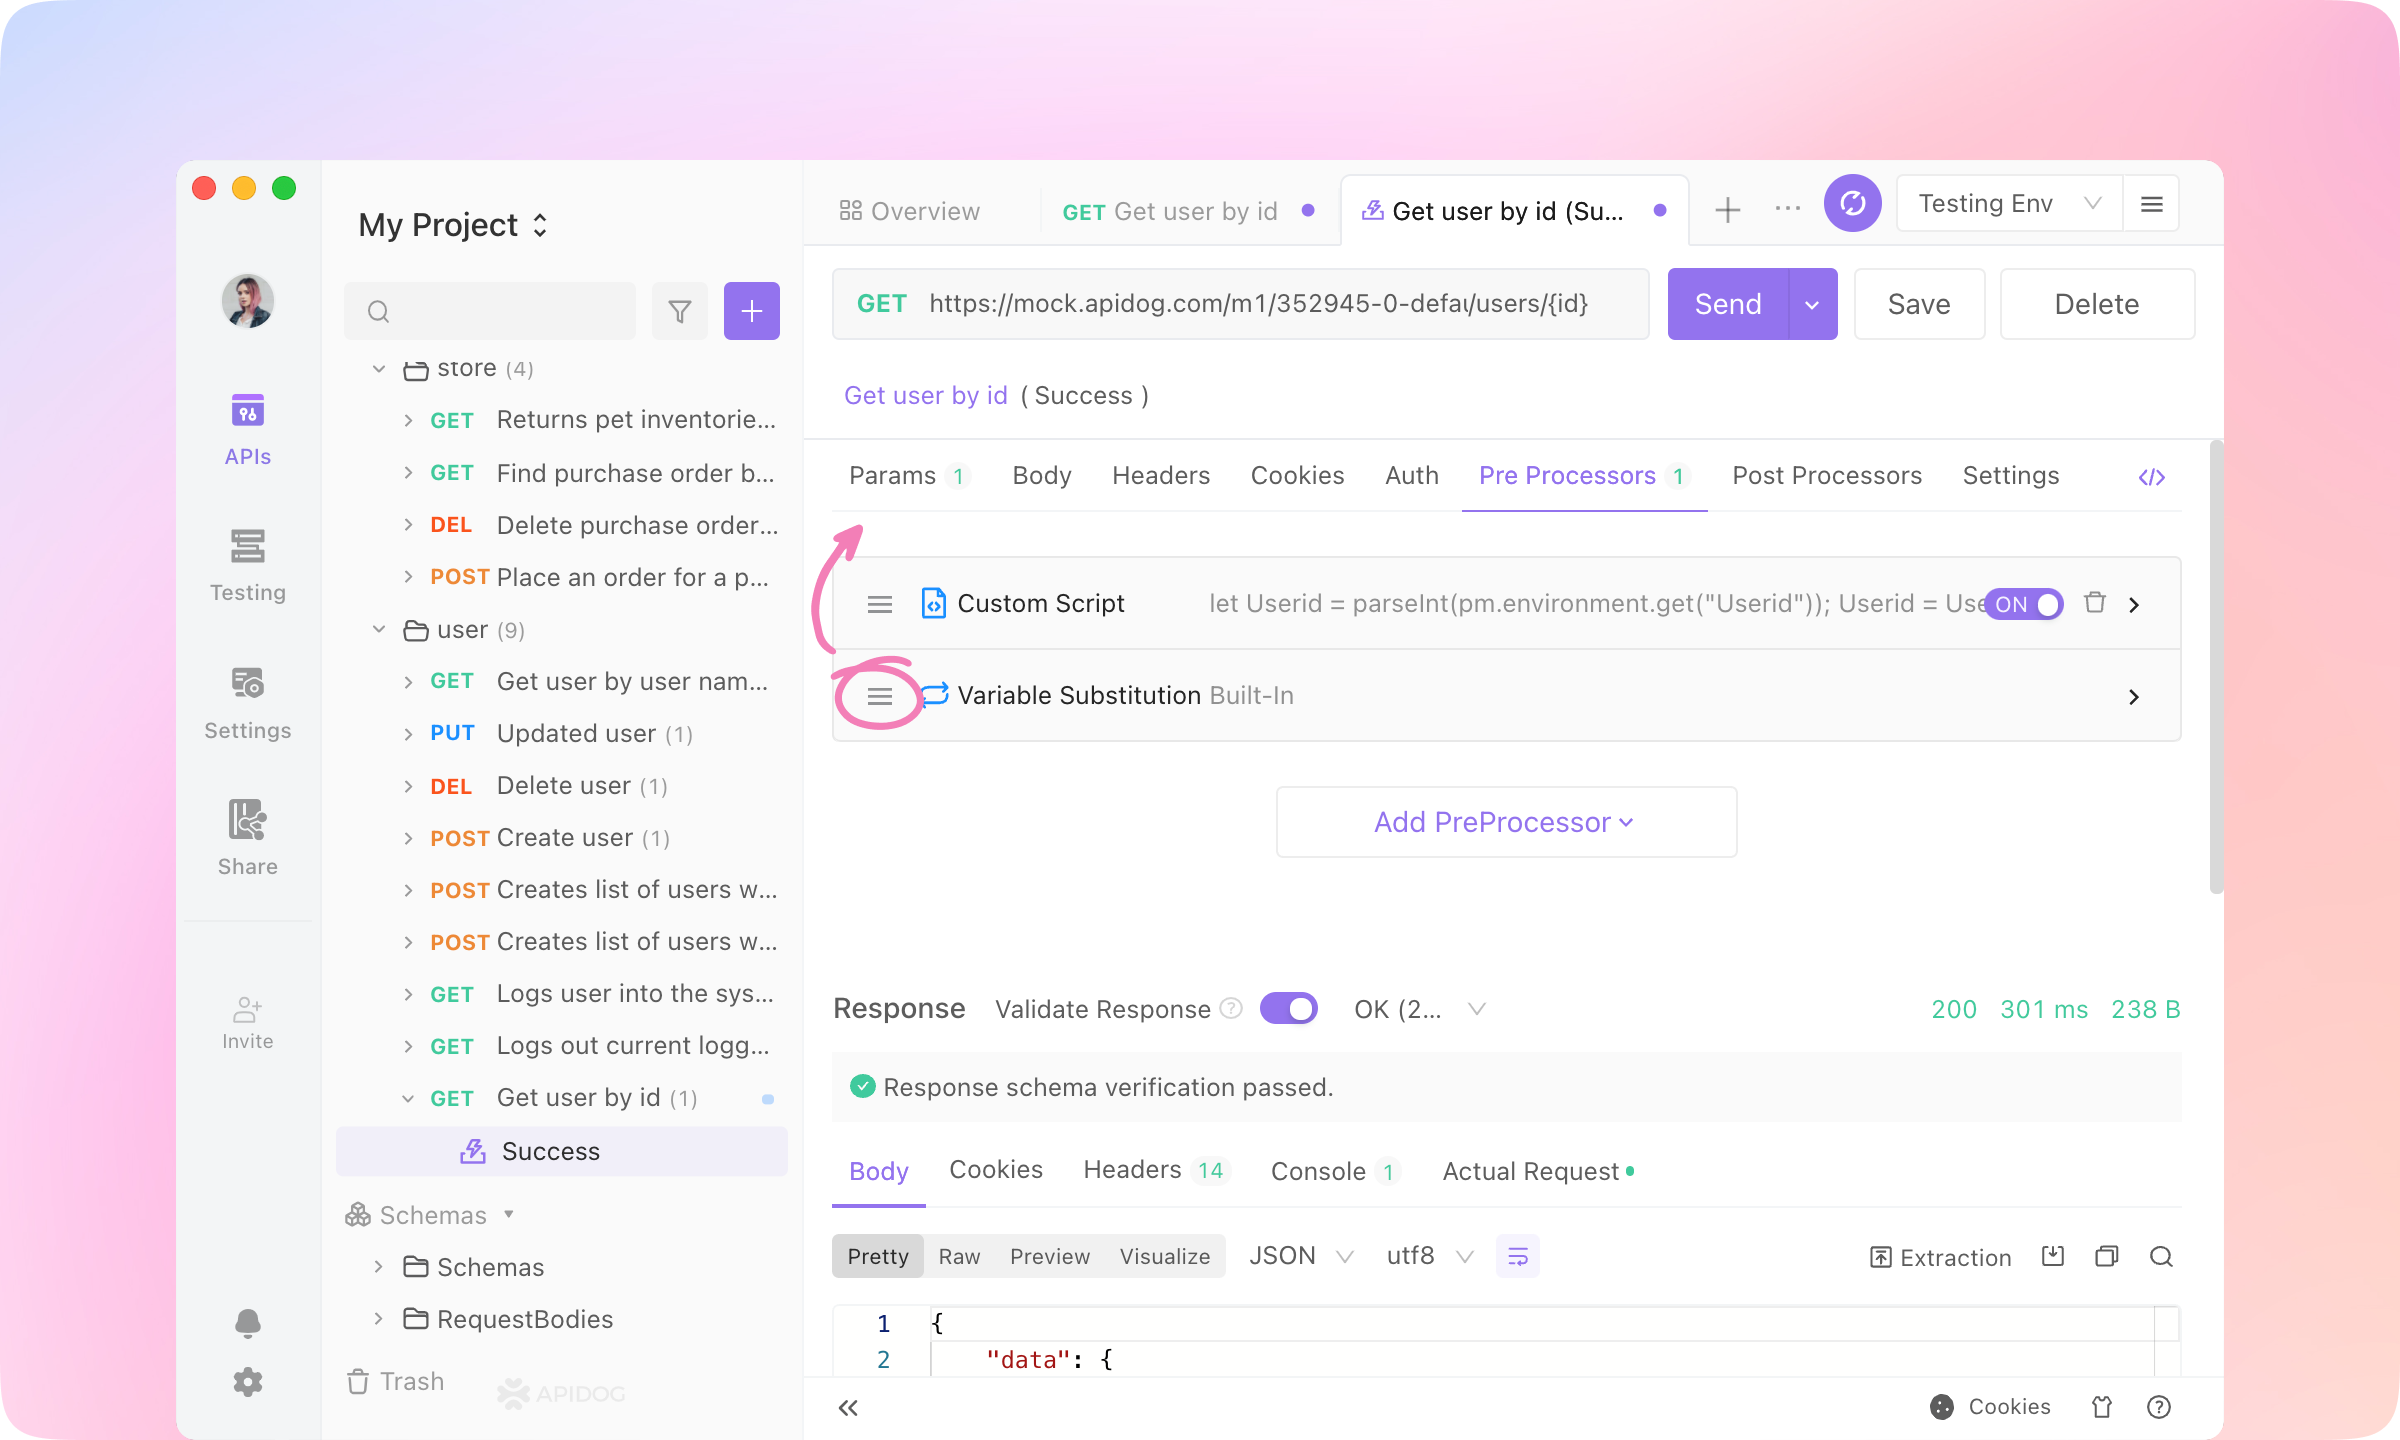 My Project
Overview
GET Get user by id
Get user by id (Su...
Testing Env
GET https://mock.apidog.com/m1/352945-0-defau/users/{id}
Send
Save
Delete
Get user by id ( Success )
APIs
Testing
Settings
Share
Invite
store (4)
GET Returns pet inventorie...
GET Find purchase order b...
DEL Delete purchase order...
POST Place an order for a p...
user (9)
GET Get user by user nam...
PUT Updated user (1)
DEL Delete user (1)
POST Create user (1)
POST Creates list of users w...
POST Creates list of users w...
GET Logs user into the sys...
GET Logs out current logg...
GET Get user by id (1)
Success
Schemas
Schemas
RequestBodies
Trash
APIDOG
Params 1
Body
Headers
Cookies
Auth
Pre Processors 1
Post Processors
Settings
Custom Script let Userid = parseInt(pm.environment.get("Userid")); Userid = Use ON
Variable Substitution Built-In
Add PreProcessor
Response Validate Response ? OK (2... 200 301 ms 238 B
Response schema verification passed.
Body Cookies Headers 14 Console 1 Actual Request
Pretty Raw Preview Visualize JSON utf8 Extraction
1 {
2 "data": {
Cookies